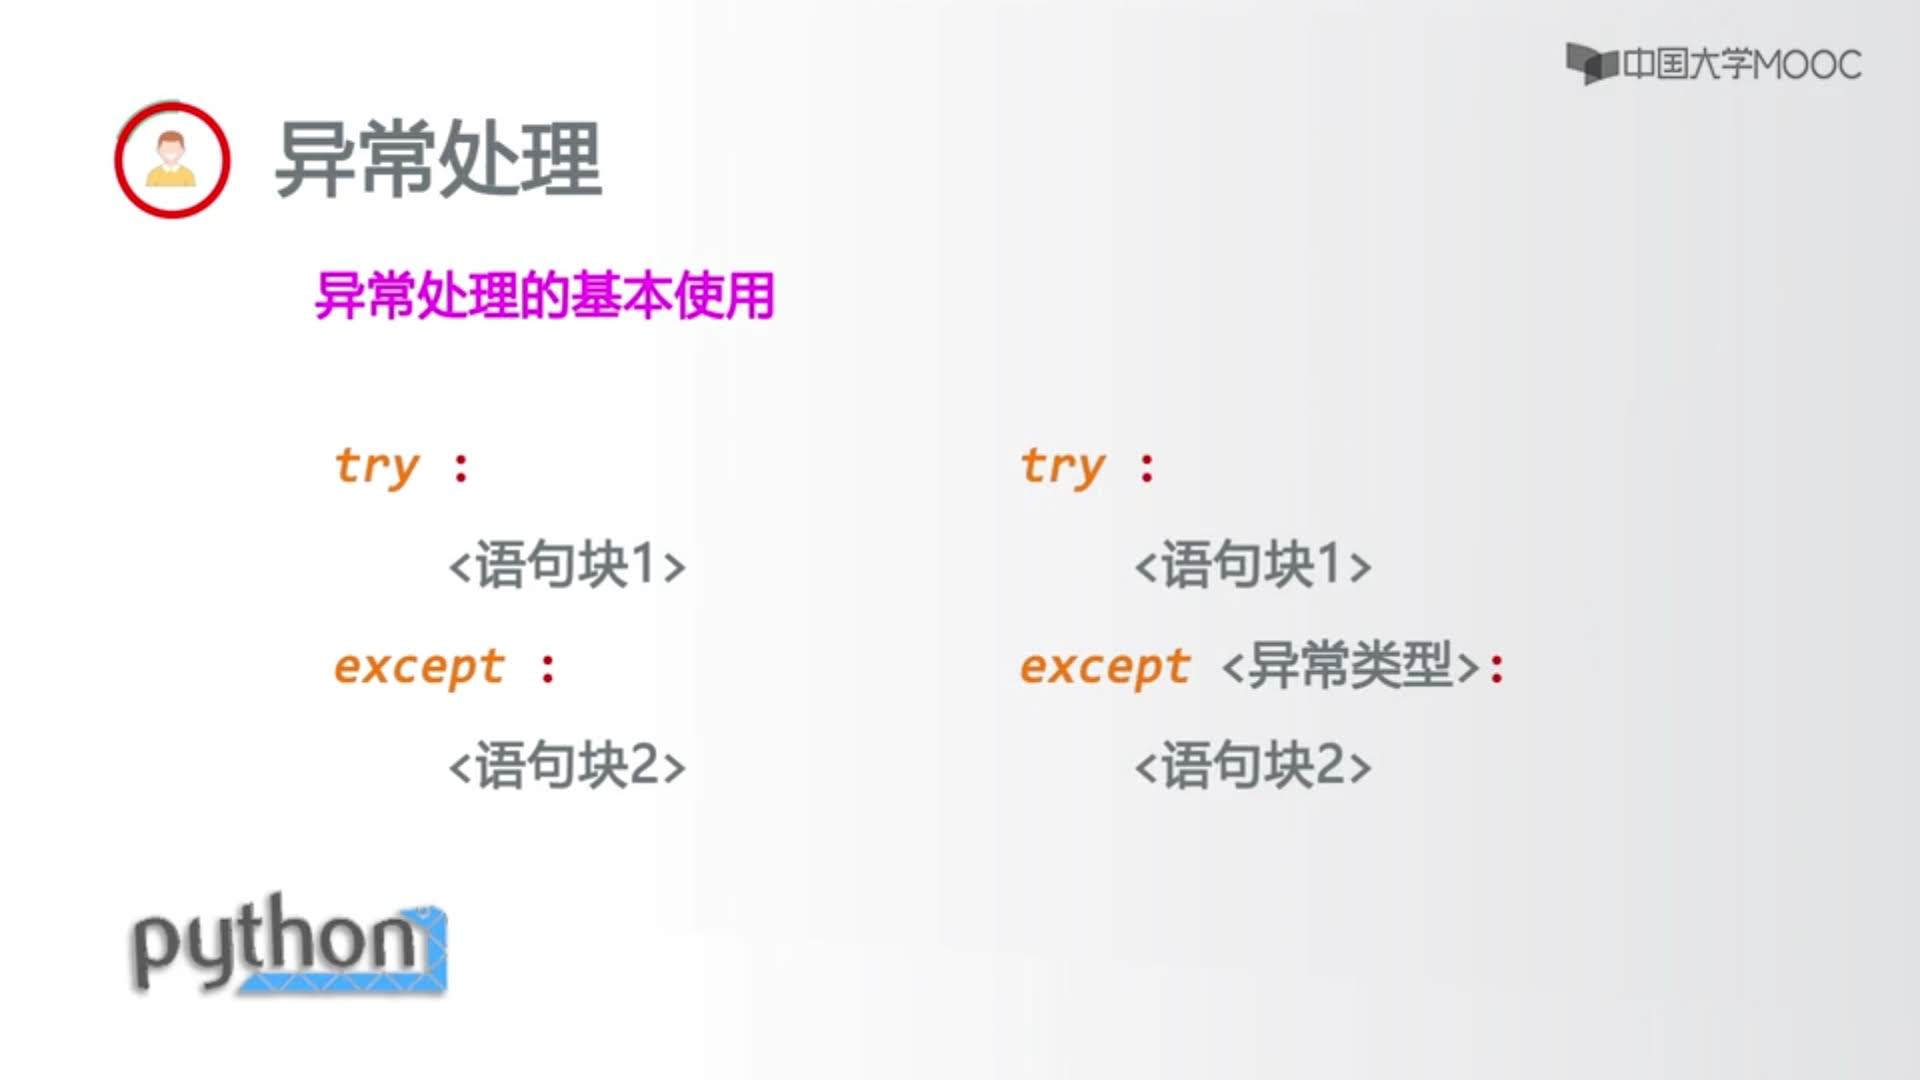 中国大学MOOC
异常处理
异常处理的基本使用
try :
<语句块1>
except :
<语句块2>
try :
<语句块1>
except <异常类型>:
<语句块2>
python